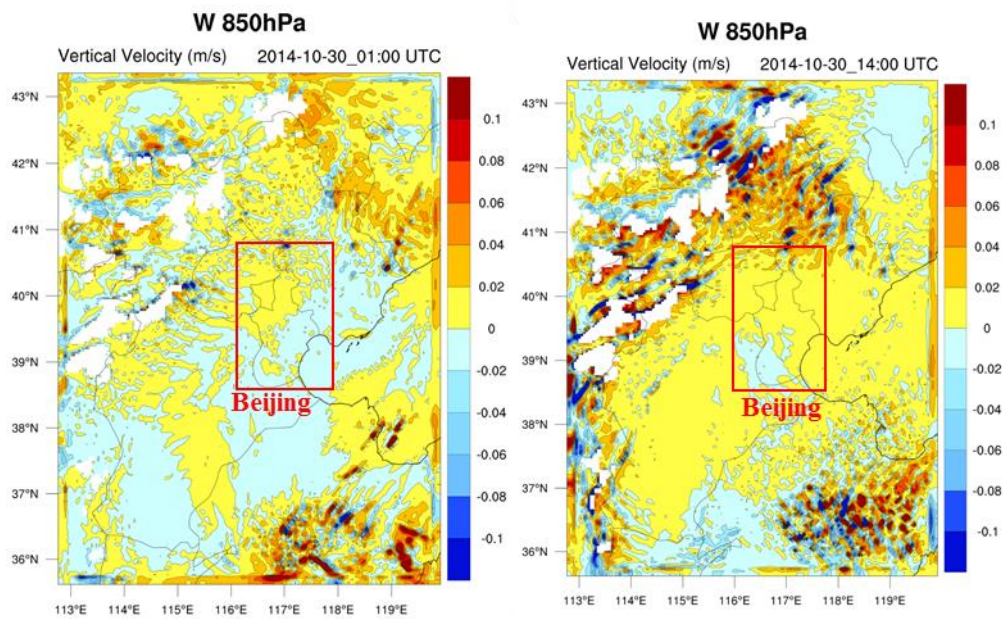 W 850hPa
Vertical Velocity (m/s) 2014-10-30_01:00 UTC
43°N
42°N
41°N
40°N
39°N
38°N
37°N
36°N
113°E 114°E 115°E 116°E 117°E 118°E 119°E
0.1
0.08
0.06
0.04
0.02
0
-0.02
-0.04
-0.06
-0.08
-0.1
Beijing
W 850hPa
Vertical Velocity (m/s) 2014-10-30_14:00 UTC
43°N
42°N
41°N
40°N
39°N
38°N
37°N
36°N
113°E 114°E 115°E 116°E 117°E 118°E 119°E
0.1
0.08
0.06
0.04
0.02
0
-0.02
-0.04
-0.06
-0.08
-0.1
Beijing